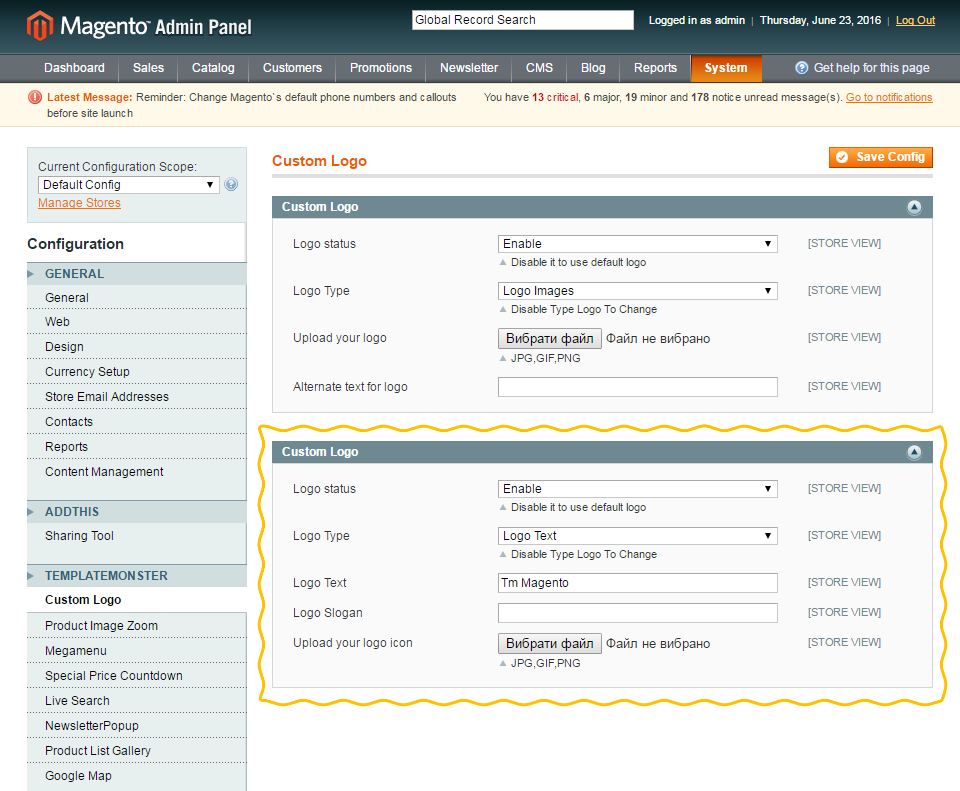 Magento™ Admin Panel
Global Record Search
Logged in as admin | Thursday, June 23, 2016 | Log Out
Dashboard Sales Catalog Customers Promotions Newsletter CMS Blog Reports System Get help for this page
Latest Message: Reminder: Change Magento`s default phone numbers and callouts before site launch
You have 13 critical, 6 major, 19 minor and 178 notice unread message(s). Go to notifications
Current Configuration Scope:
Default Config
Manage Stores
Configuration
GENERAL
General
Web
Design
Currency Setup
Store Email Addresses
Contacts
Reports
Content Management
ADDTHIS
Sharing Tool
TEMPLATEMONSTER
Custom Logo
Product Image Zoom
Megamenu
Special Price Countdown
Live Search
NewsletterPopup
Product List Gallery
Google Map
Custom Logo
Save Config
Custom Logo
Logo status Enable [STORE VIEW]
Disable it to use default logo
Logo Type Logo Images [STORE VIEW]
Disable Type Logo To Change
Upload your logo Вибрати файл Файл не вибрано [STORE VIEW]
JPG,GIF,PNG
Alternate text for logo [STORE VIEW]
Custom Logo
Logo status Enable [STORE VIEW]
Disable it to use default logo
Logo Type Logo Text [STORE VIEW]
Disable Type Logo To Change
Logo Text Tm Magento [STORE VIEW]
Logo Slogan [STORE VIEW]
Upload your logo icon Вибрати файл Файл не вибрано [STORE VIEW]
JPG,GIF,PNG